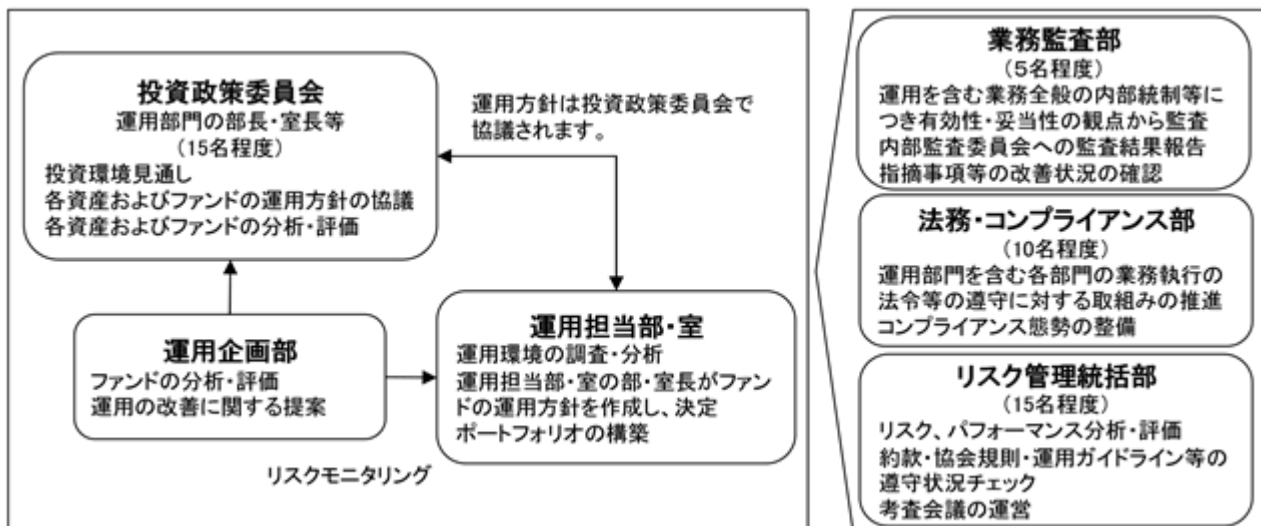 投資政策委員会
運用部門の部長・室長等
(15名程度)
投資環境見通し
各資産およびファンドの運用方針の協議
各資産およびファンドの分析・評価
運用方針は投資政策委員会で
協議されます。
運用企画部
ファンドの分析・評価
運用の改善に関する提案
運用担当部・室
運用環境の調査・分析
運用担当部・室の部・室長がファン
ドの運用方針を作成し、決定
ポートフォリオの構築
リスクモニタリング
業務監査部
(5名程度)
運用を含む業務全般の内部統制等に
つき有効性・妥当性の観点から監査
内部監査委員会への監査結果報告
指摘事項等の改善状況の確認
法務・コンプライアンス部
(10名程度)
運用部門を含む各部門の業務執行の
法令等の遵守に対する取組みの推進
コンプライアンス態勢の整備
リスク管理統括部
(15名程度)
リスク、パフォーマンス分析・評価
約款・協会規則・運用ガイドライン等の
遵守状況チェック
考査会議の運営